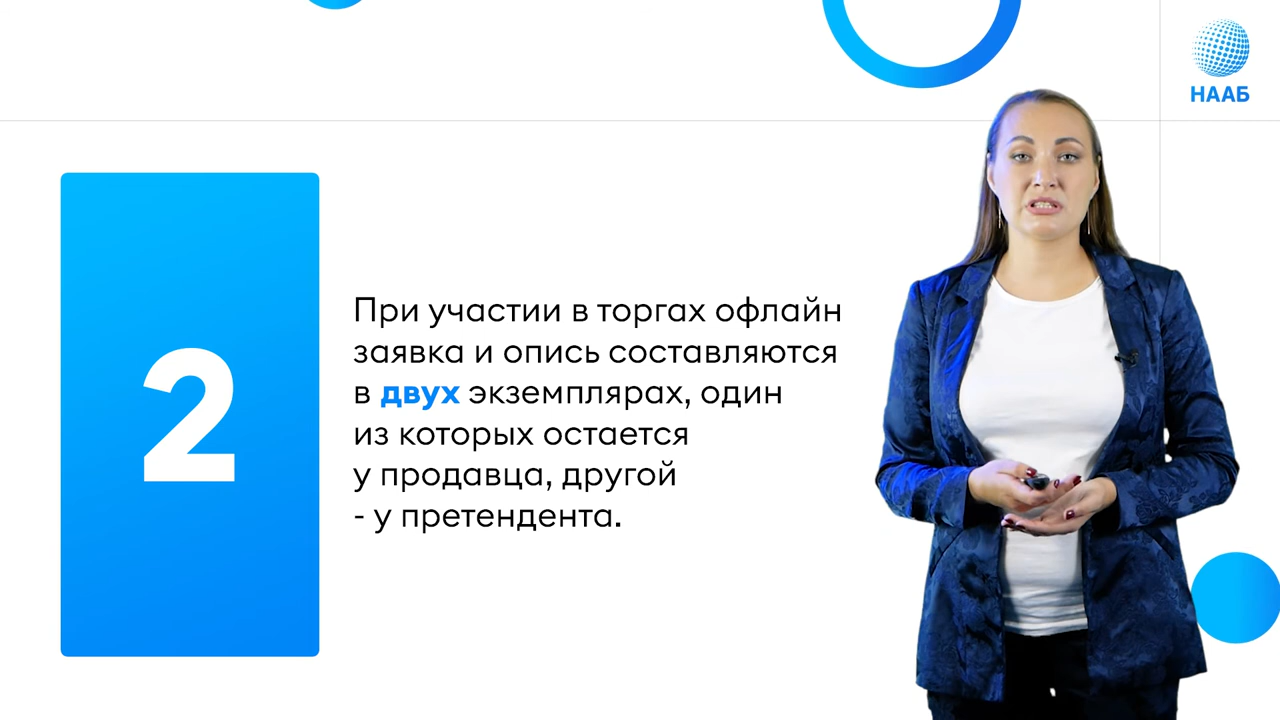 НААБ
2
При участии в торгах офлайн
заявка и опись составляются
в двух экземплярах, один
из которых остается
у продавца, другой
- у претендента.